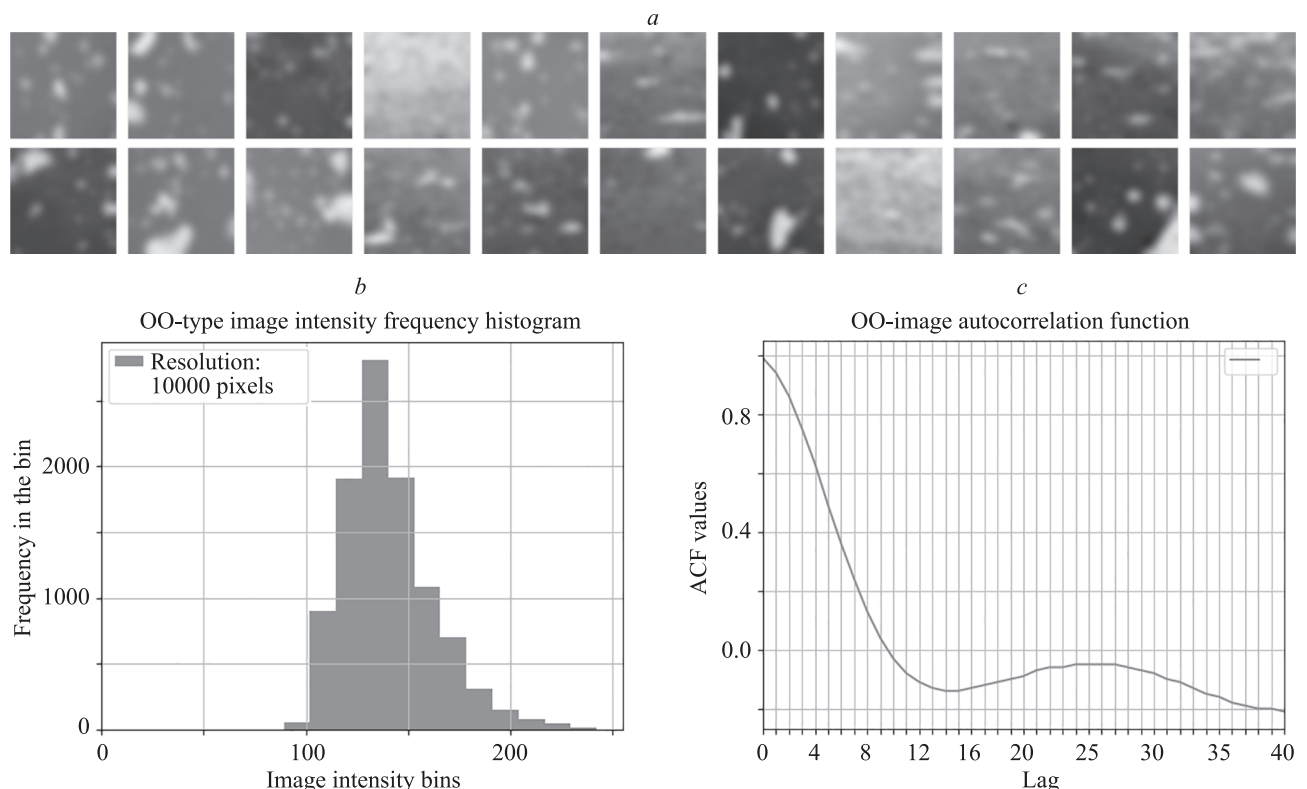 a
b
c
OO-type image intensity frequency histogram
Resolution:
10000 pixels
Frequency in the bin
2000
1000
0
0
100
200
Image intensity bins
OO-image autocorrelation function
ACF values
0.8
0.4
0.0
0
4
8
12
16
20
24
30
35
40
Lag